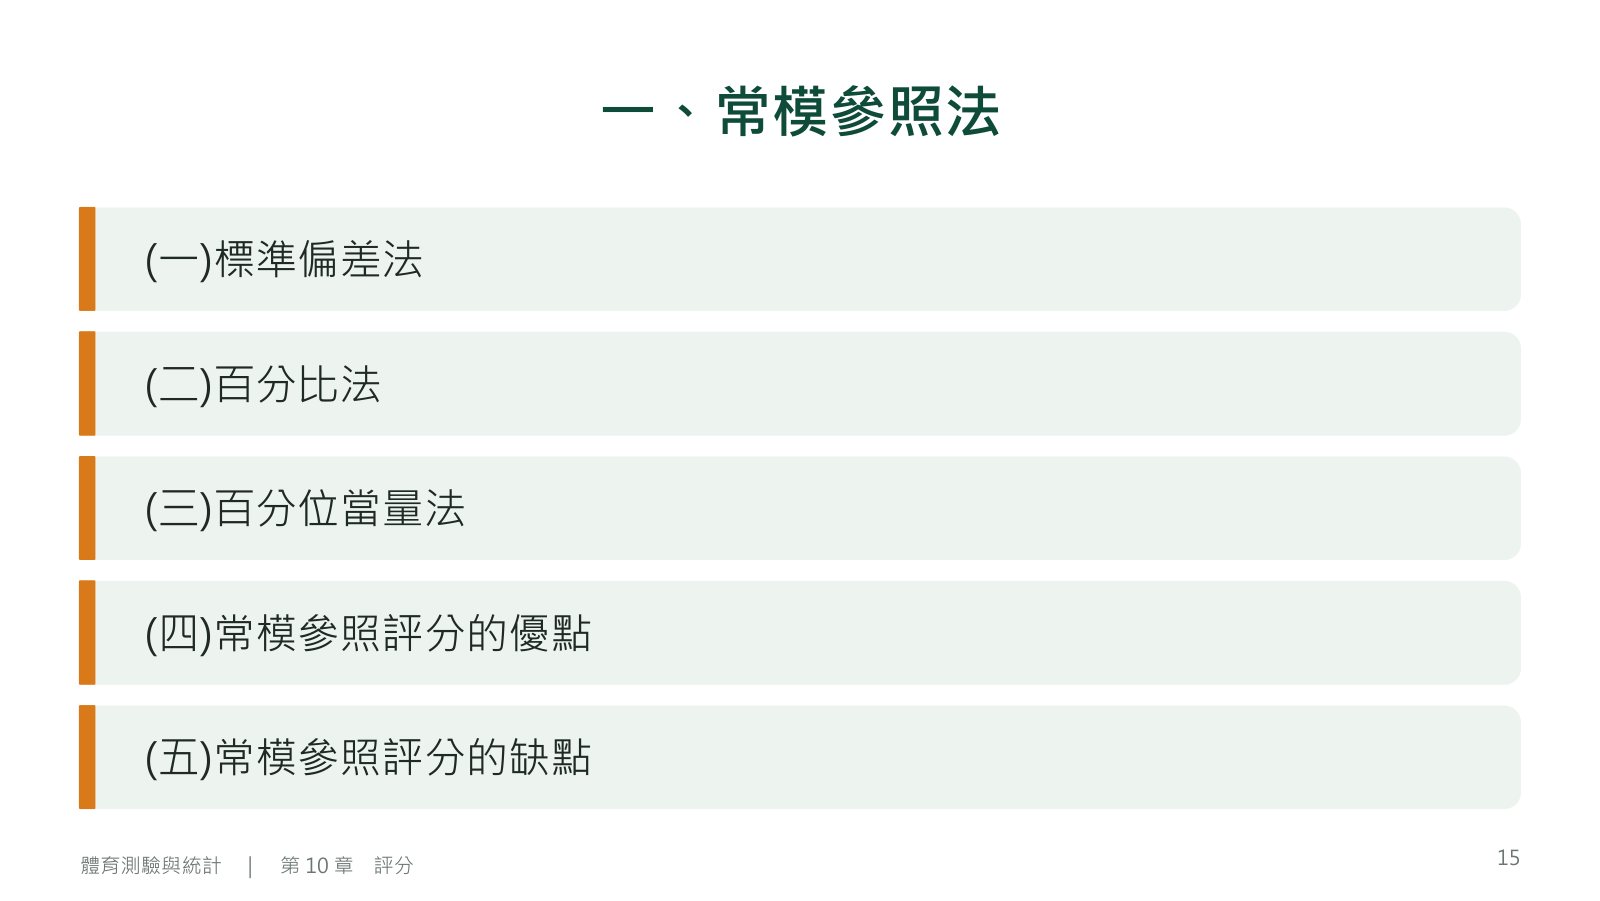 一、常模參照法
(一)標準偏差法
(二)百分比法
(三)百分位當量法
(四)常模參照評分的優點
(五)常模參照評分的缺點
體育測驗與統計 | 第 10 章 評分
15